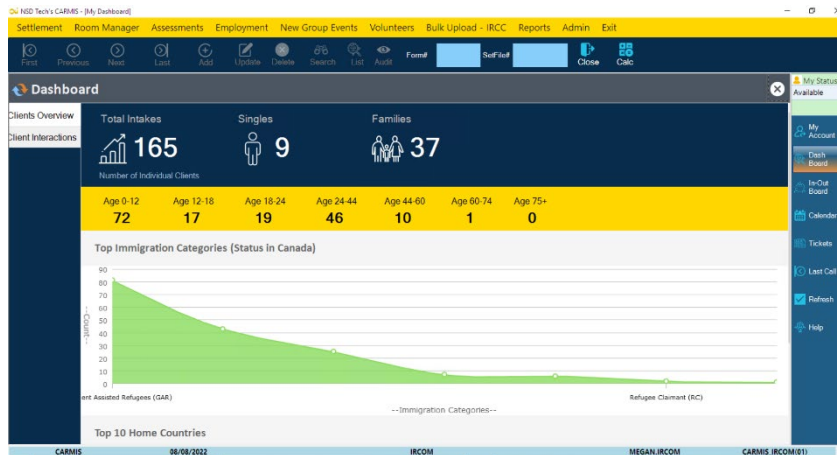 NSD Tech's CARMIS - [My Dashboard]
Settlement Room Manager Assessments Employment New Group Events Volunteers Bulk Upload - IRCC Reports Admin Exit
First Previous Next Last Add Update Delete Search List Audit Form# SetFile# Close Calc
Dashboard
My Status
Available
Clients Overview
Client Interactions
Total Intakes Singles Families
165 9 37
Number of Individual Clients
Age 0-12 Age 12-18 Age 18-24 Age 24-44 Age 44-60 Age 60-74 Age 75+
72 17 19 46 10 1 0
Top Immigration Categories (Status in Canada)
90
80
70
60
50
40
30
20
10
0
--Count--
ent Assisted Refugees (GAR) Refugee Claimant (RC)
--Immigration Categories--
Top 10 Home Countries
My Account
Dash Board
In-Out Board
Calendar
Tickets
Last Call
Refresh
Help
CARMIS 08/08/2022 IRCOM MEGAN.IRCOM CARMIS_IRCOM(01)